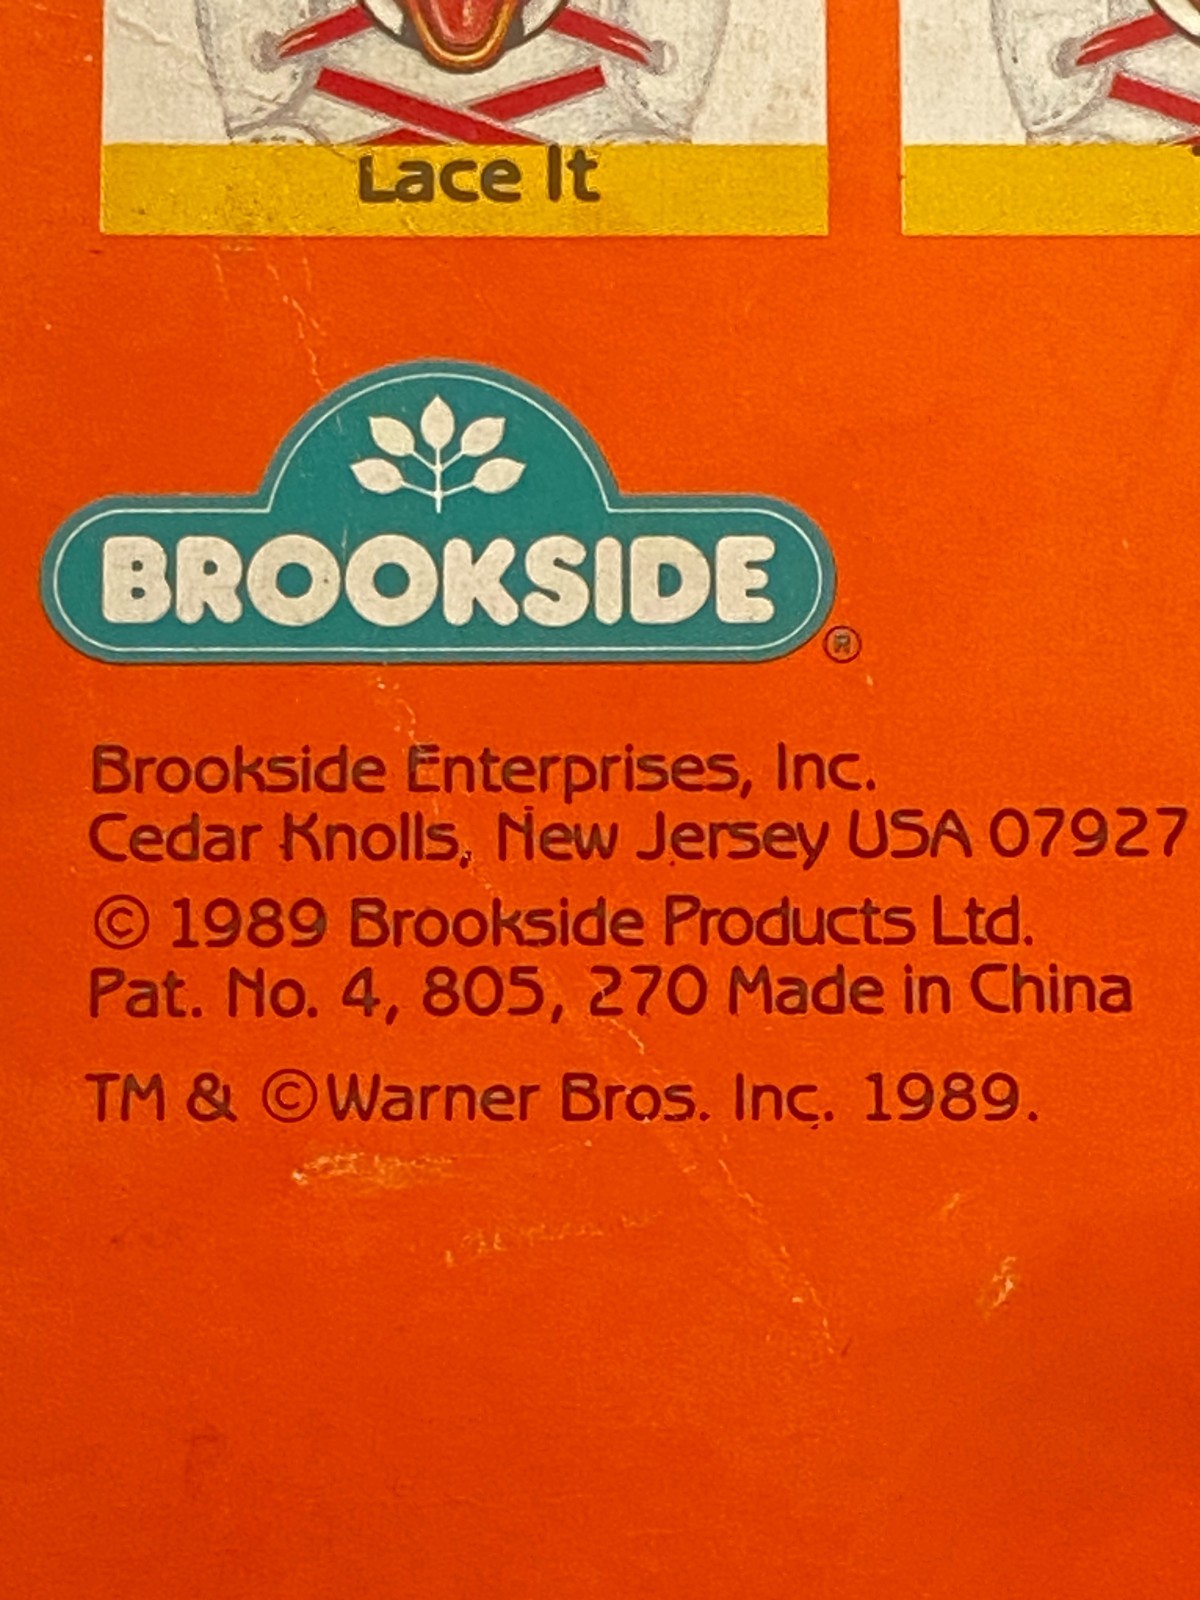 Lace It
BROOKSIDE
®
Brookside Enterprises, Inc.
Cedar Knolls, New Jersey USA 07927
© 1989 Brookside Products Ltd.
Pat. No. 4, 805, 270 Made in China
TM & ©Warner Bros. Inc. 1989.